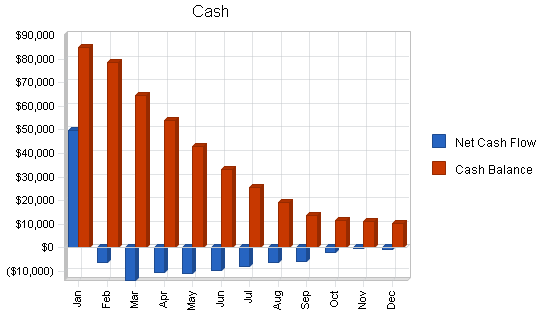 Cash
$90,000
$80,000
$70,000
$60,000
$50,000
$40,000
$30,000
$20,000
$10,000
$0
($10,000)
Jan
Feb
Mar
Apr
May
Jun
Jul
Aug
Sep
Oct
Nov
Dec
Net Cash Flow
Cash Balance